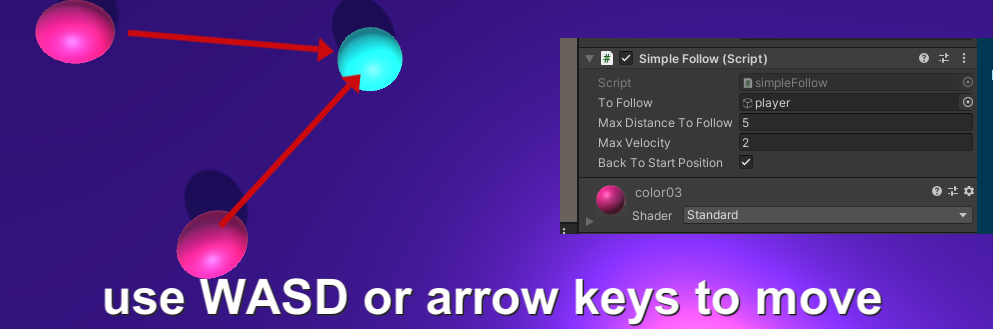 Simple Follow (Script)
Script simpleFollow
To Follow player
Max Distance To Follow 5
Max Velocity 2
Back To Start Position
color03
Shader Standard
use WASD or arrow keys to move